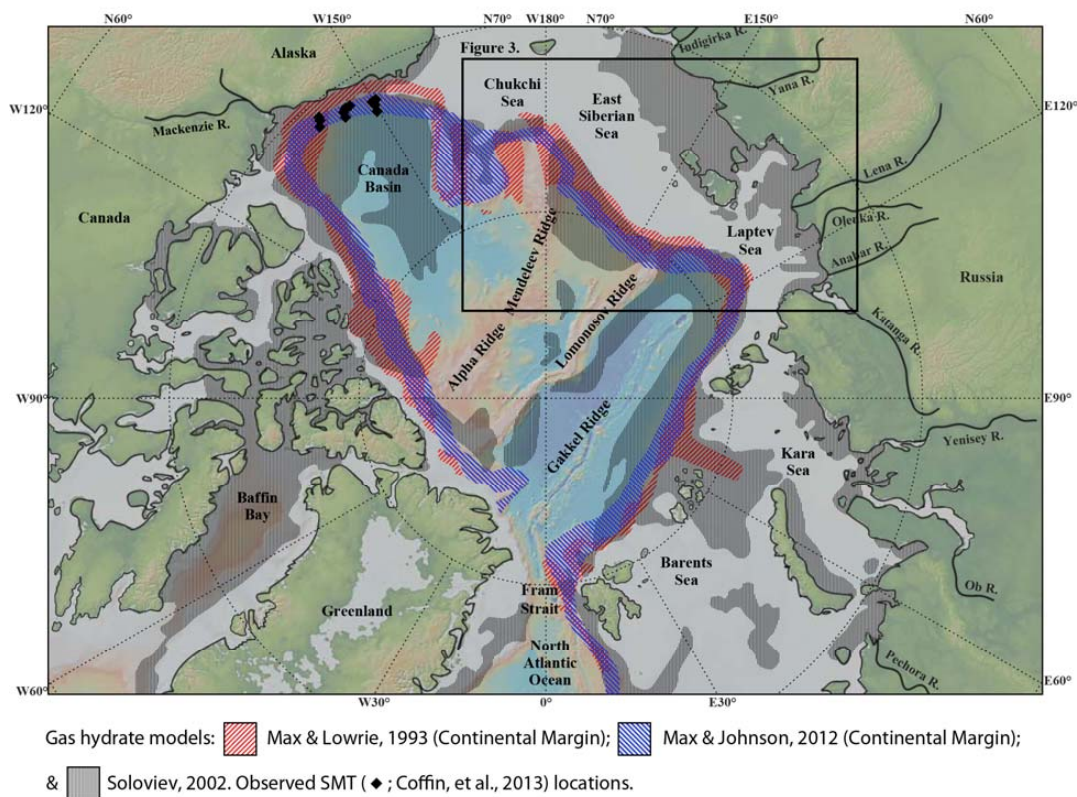 N60°
W150°
N70° W180° N70°
E150°
N60°
Alaska
Figure 3.
Indigirka R.
Chukchi
Sea
Yana R.
W120°
E120°
East
Siberian
Sea
Mackenzie R.
Lena R.
Canada
Basin
Canada
Olenka R.
Laptev
Sea
Anabar R.
Russia
Mendeleev Ridge
Lomonosov Ridge
Alpha Ridge
Katanga R.
W90°
E90°
Gakkel Ridge
Yenisey R.
Kara
Sea
Baffin
Bay
Barents
Sea
Fram
Strait
Ob R.
Greenland
North
Atlantic
Ocean
Pechora R.
W60°
E60°
W30°
0°
E30°
Gas hydrate models: Max & Lowrie, 1993 (Continental Margin); Max & Johnson, 2012 (Continental Margin);
& Soloviev, 2002. Observed SMT ( ◆ ; Coffin, et al., 2013) locations.